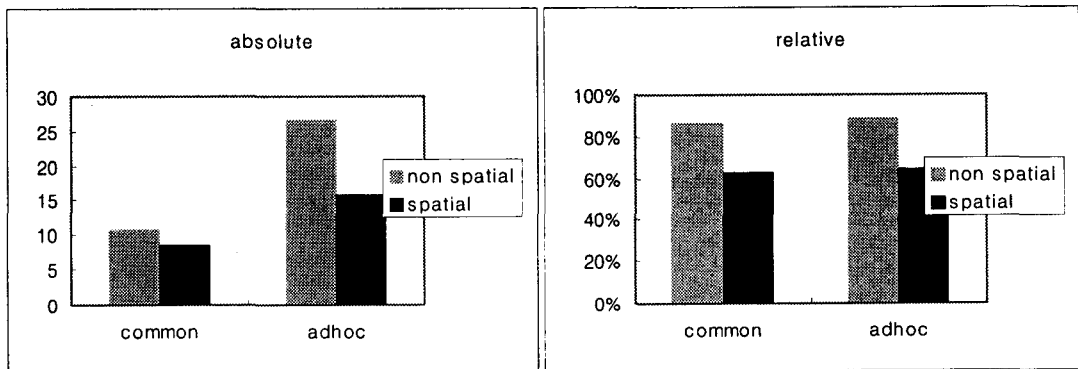 absolute
30
25
20
15
10
5
0
common adhoc
non spatial
spatial
relative
100%
80%
60%
40%
20%
0%
common adhoc
non spatial
spatial